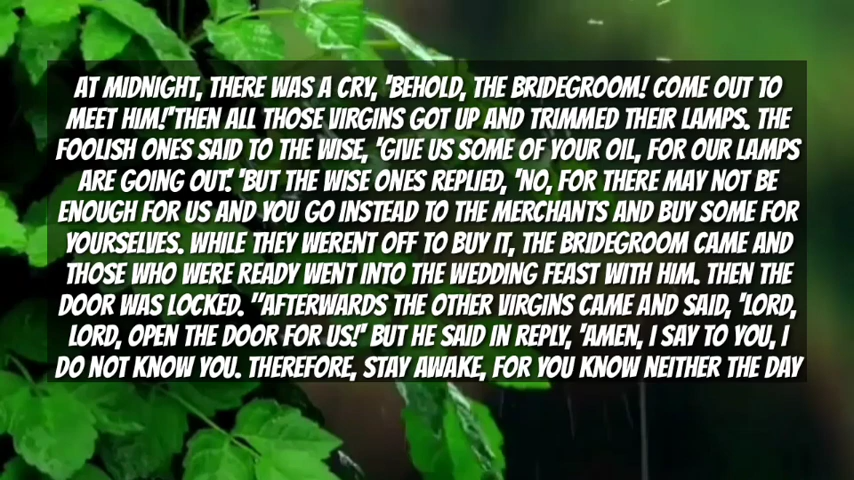 AT MIDNIGHT, THERE WAS A CRY, 'BEHOLD, THE BRIDEGROOM! COME OUT TO
MEET HIM!'THEN ALL THOSE VIRGINS GOT UP AND TRIMMED THEIR LAMPS. THE
FOOLISH ONES SAID TO THE WISE, 'GIVE US SOME OF YOUR OIL, FOR OUR LAMPS
ARE GOING OUT.' 'BUT THE WISE ONES REPLIED, 'NO, FOR THERE MAY NOT BE
ENOUGH FOR US AND YOU GO INSTEAD TO THE MERCHANTS AND BUY SOME FOR
YOURSELVES. WHILE THEY WERENT OFF TO BUY IT, THE BRIDEGROOM CAME AND
THOSE WHO WERE READY WENT INTO THE WEDDING FEAST WITH HIM. THEN THE
DOOR WAS LOCKED. "AFTERWARDS THE OTHER VIRGINS CAME AND SAID, 'LORD,
LORD, OPEN THE DOOR FOR US!' BUT HE SAID IN REPLY, 'AMEN, I SAY TO YOU, I
DO NOT KNOW YOU. THEREFORE, STAY AWAKE, FOR YOU KNOW NEITHER THE DAY